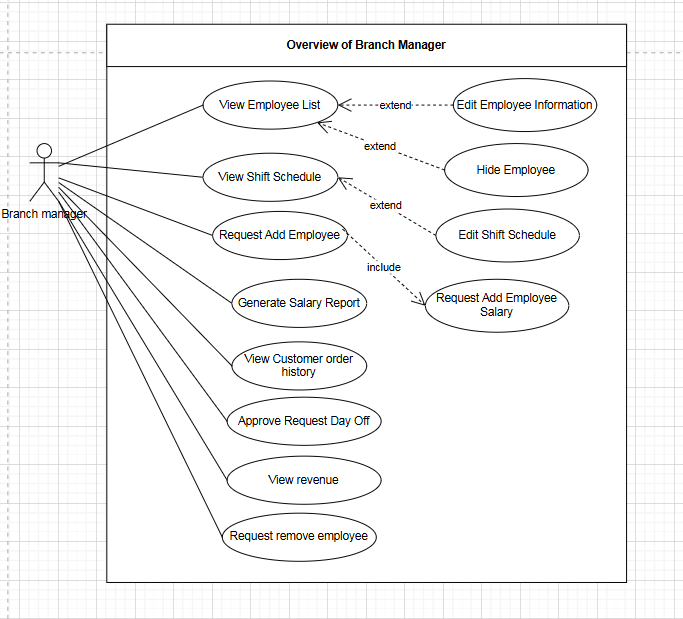 Overview of Branch Manager
View Employee List
extend
Edit Employee Information
extend
Hide Employee
View Shift Schedule
extend
Branch manager
Request Add Employee
Edit Shift Schedule
include
Generate Salary Report
Request Add Employee
Salary
View Customer order
history
Approve Request Day Off
View revenue
Request remove employee